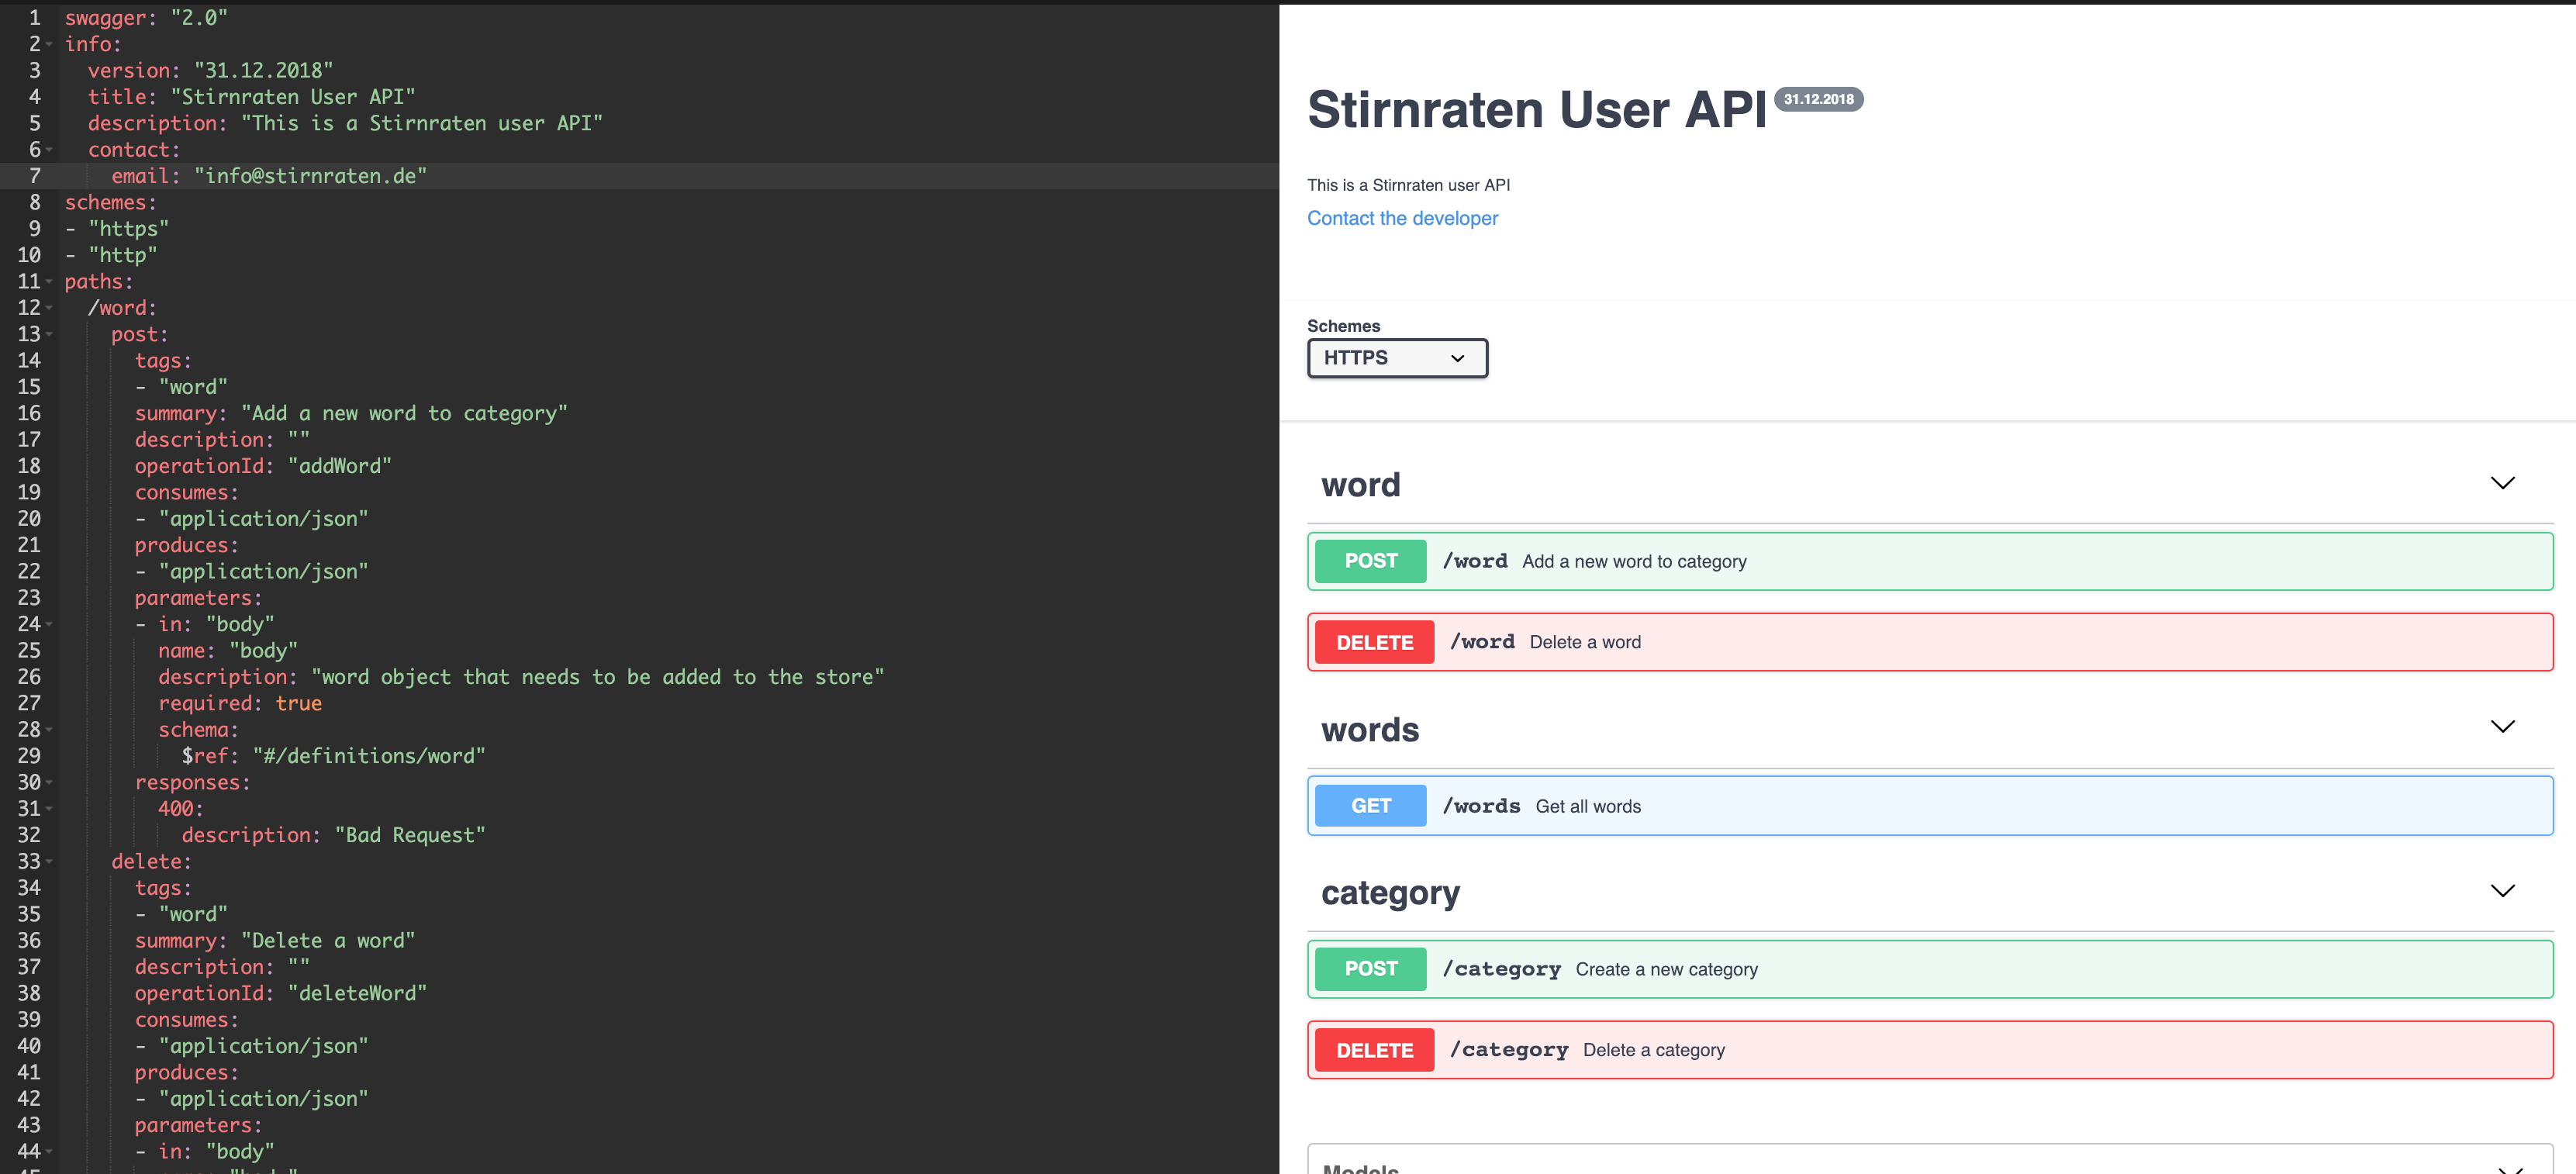 1 swagger: "2.0"
2 info:
3 version: "31.12.2018"
4 title: "Stirnraten User API"
5 description: "This is a Stirnraten user API"
6 contact:
7 email: "info@stirnraten.de"
8 schemes:
9 - "https"
10 - "http"
11 paths:
12 /word:
13 post:
14 tags:
15 - "word"
16 summary: "Add a new word to category"
17 description: ""
18 operationId: "addWord"
19 consumes:
20 - "application/json"
21 produces:
22 - "application/json"
23 parameters:
24 - in: "body"
25 name: "body"
26 description: "word object that needs to be added to the store"
27 required: true
28 schema:
29 $ref: "#/definitions/word"
30 responses:
31 400:
32 description: "Bad Request"
33 delete:
34 tags:
35 - "word"
36 summary: "Delete a word"
37 description: ""
38 operationId: "deleteWord"
39 consumes:
40 - "application/json"
41 produces:
42 - "application/json"
43 parameters:
44 - in: "body"
Stirnraten User API 31.12.2018
This is a Stirnraten user API
Contact the developer
Schemes
HTTPS
word
POST /word Add a new word to category
DELETE /word Delete a word
words
GET /words Get all words
category
POST /category Create a new category
DELETE /category Delete a category
Models